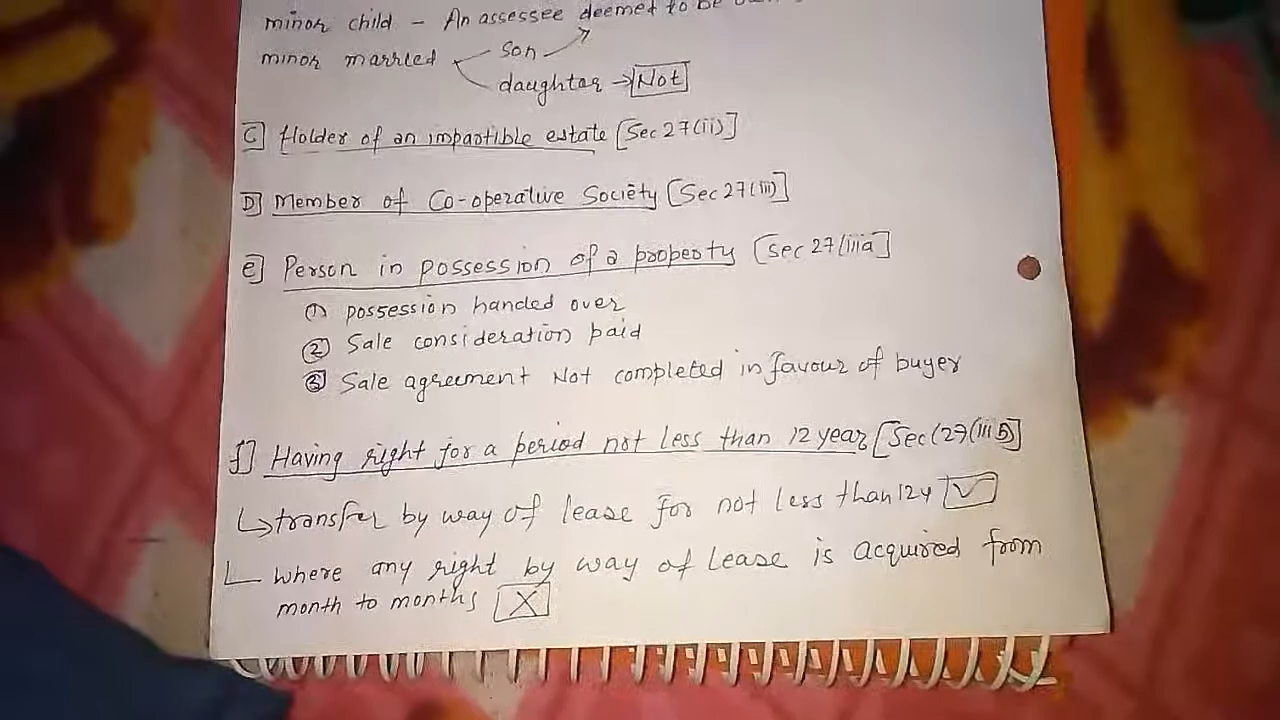 minor child - An assessee deemet to be
minor married
son
daughter → Not
C] Holder of an impartible estate [Sec 27(ii)]
D] Member of Co-operative Society [Sec 27(iii)]
e] Person in possession of a property [Sec 27(iiia]
① possession handed over
② Sale consideration paid
③ Sale agreement Not completed in favour of buyer
f] Having right for a period not less than 12 year [Sec(27(iiib]
↳ transfer by way of lease for not less than 12y ✓
where any right by way of lease is acquired from
month to months X